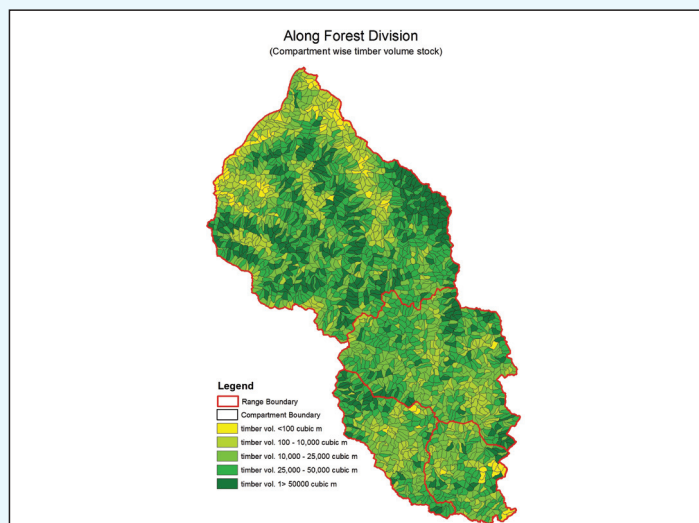 Along Forest Division
(Compartment wise timber volume stock)
Legend
Range Boundary
Compartment Boundary
timber vol. <100 cubic m
timber vol. 100 - 10,000 cubic m
timber vol. 10,000 - 25,000 cubic m
timber vol. 25,000 - 50,000 cubic m
timber vol. 1> 50000 cubic m